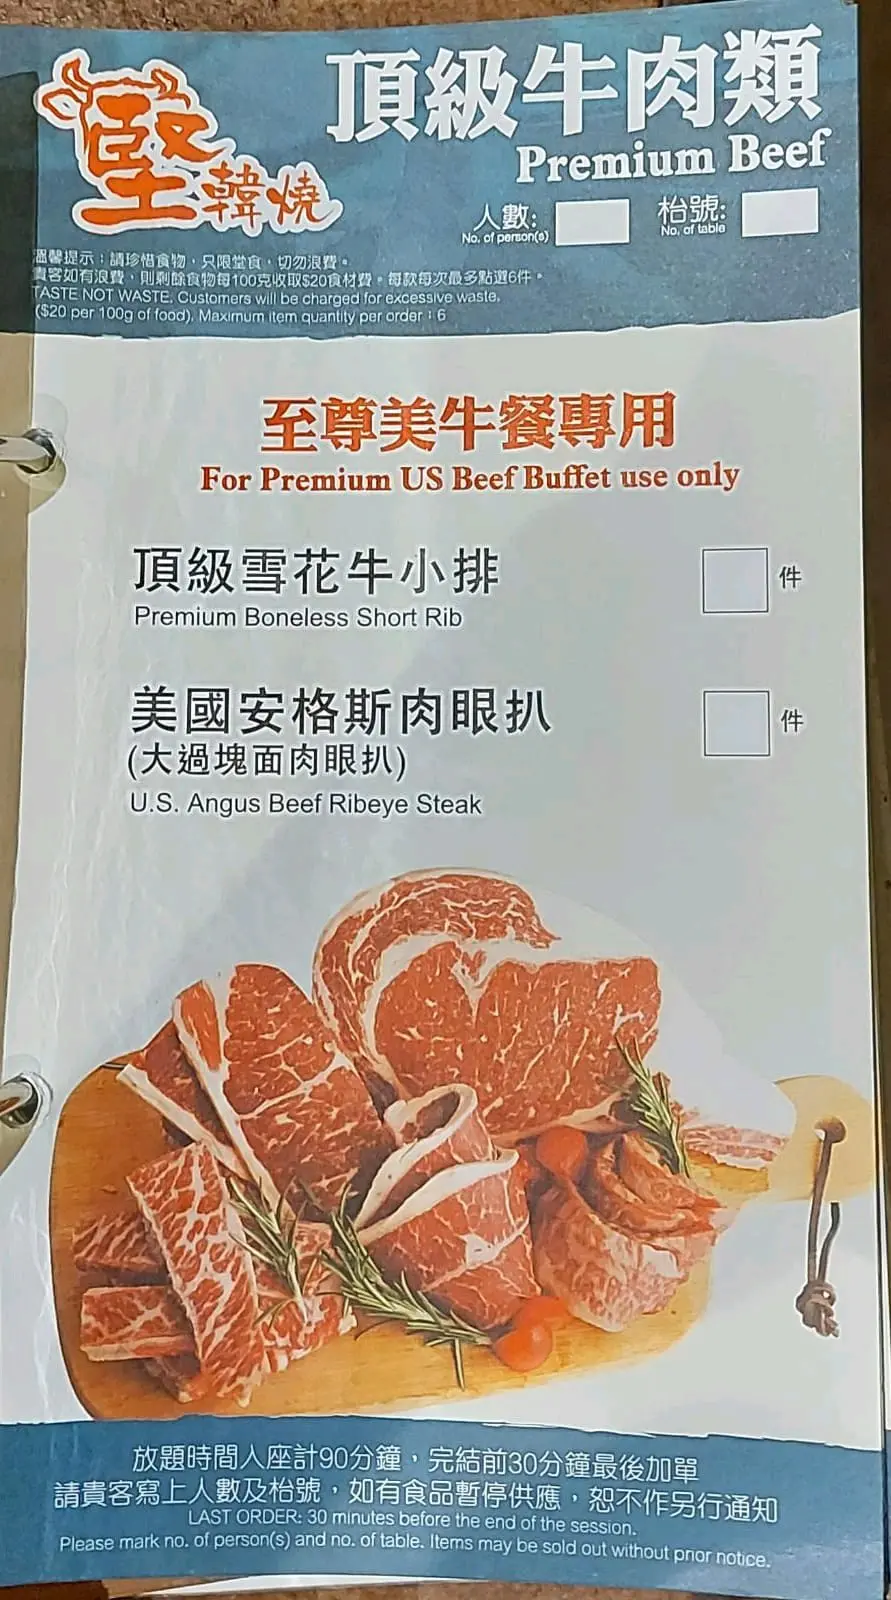 堅韓燒
頂級牛肉類
Premium Beef
人數:
No. of person(s)
枱號:
No. of table
溫馨提示：請珍惜食物，只限堂食，切勿浪費。
貴客如有浪費，則剩餘食物每100克收取$20食材費。每款每次最多點選6件。
TASTE NOT WASTE. Customers will be charged for excessive waste.
($20 per 100g of food). Maximum item quantity per order：6
至尊美牛餐專用
For Premium US Beef Buffet use only
頂級雪花牛小排
件
Premium Boneless Short Rib
美國安格斯肉眼扒
件
(大過塊面肉眼扒)
U.S. Angus Beef Ribeye Steak
放題時間入座計90分鐘，完結前30分鐘最後加單
請貴客寫上人數及枱號，如有食品暫停供應，恕不作另行通知
LAST ORDER: 30 minutes before the end of the session.
Please mark no. of person(s) and no. of table. Items may be sold out without prior notice.